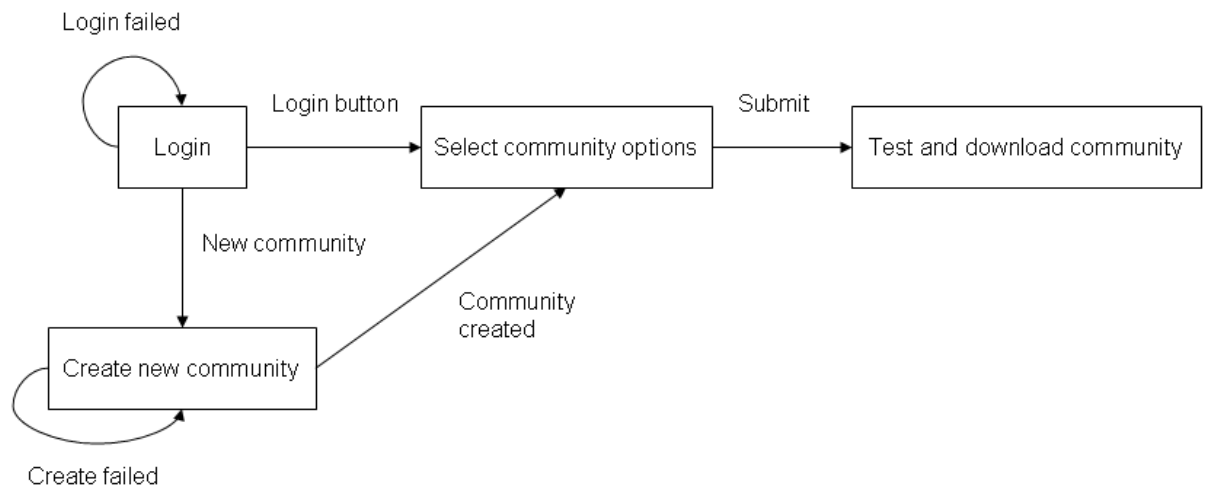 Login failed
Login button
Submit
Login
Select community options
Test and download community
New community
Community
created
Create new community
Create failed